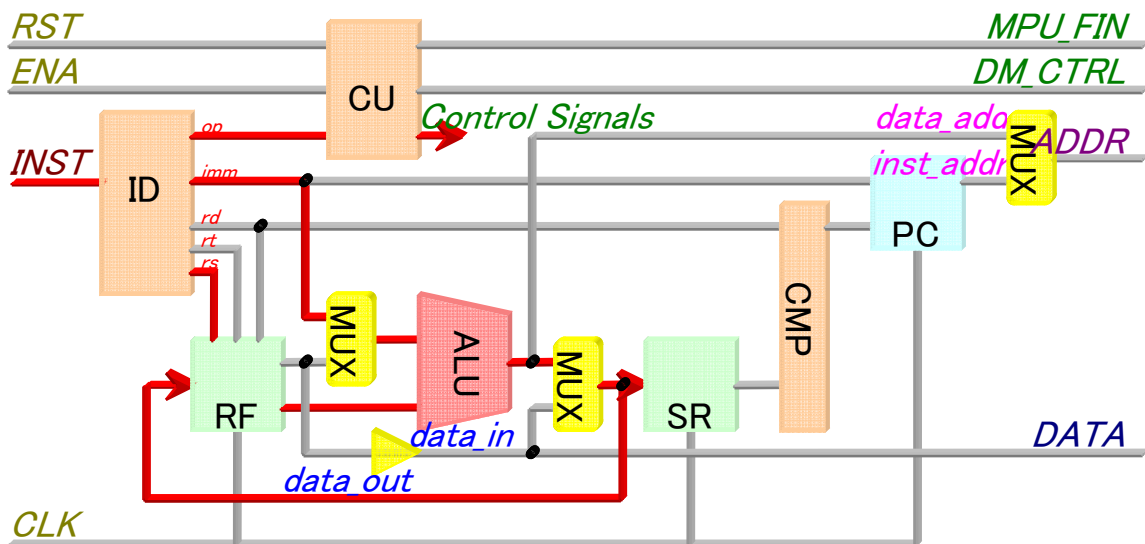 RST
MPU_FIN
ENA
DM_CTRL
CU
Control Signals
data_add
MUX
ADDR
op
INST
imm
inst_addr
ID
rd
PC
rt
rs
CMP
MUX
ALU
MUX
RF
SR
data_in
DATA
data_out
CLK